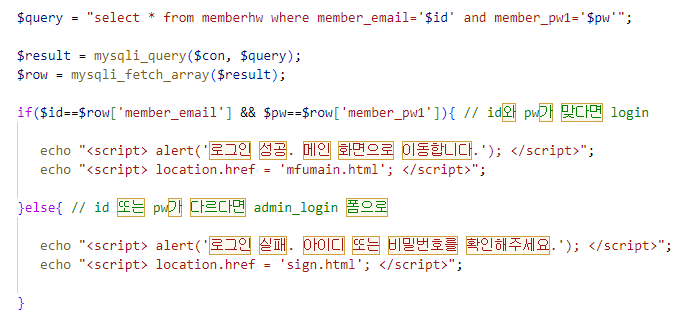 $query = "select * from memberhw where member_email='$id' and member_pw1='$pw'";
$result = mysqli_query($con, $query);
$row = mysqli_fetch_array($result);
if($id==$row['member_email'] && $pw==$row['member_pw1']){ // id와 pw가 맞다면 login
echo "<script> alert('로그인 성공. 메인 화면으로 이동합니다.'); </script>";
echo "<script> location.href = 'mfumain.html'; </script>";
}else{ // id 또는 pw가 다르다면 admin_login 폼으로
echo "<script> alert('로그인 실패. 아이디 또는 비밀번호를 확인해주세요.'); </script>";
echo "<script> location.href = 'sign.html'; </script>";
}